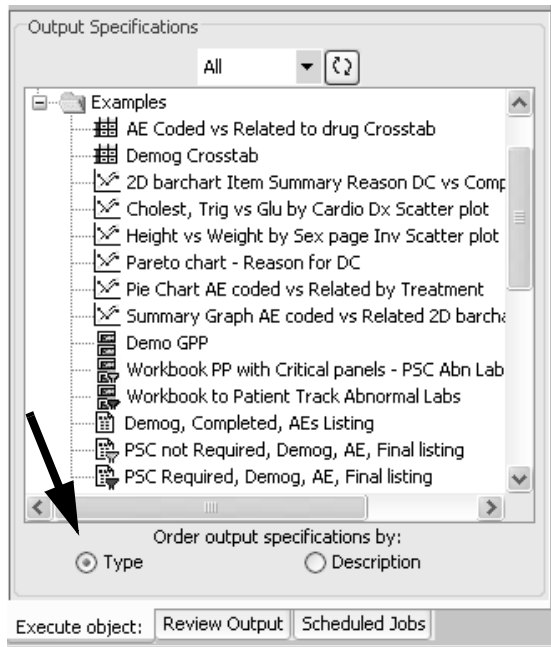 Output Specifications
All
Examples
AE Coded vs Related to drug Crosstab
Demog Crosstab
2D barchart Item Summary Reason DC vs Comp
Cholest, Trig vs Glu by Cardio Dx Scatter plot
Height vs Weight by Sex page Inv Scatter plot
Pareto chart - Reason for DC
Pie Chart AE coded vs Related by Treatment
Summary Graph AE coded vs Related 2D barcha
Demo GPP
Workbook PP with Critical panels - PSC Abn Lab
Workbook to Patient Track Abnormal Labs
Demog, Completed, AEs Listing
PSC not Required, Demog, AE, Final listing
PSC Required, Demog, AE, Final listing
Order output specifications by:
Type Description
Execute object: Review Output Scheduled Jobs